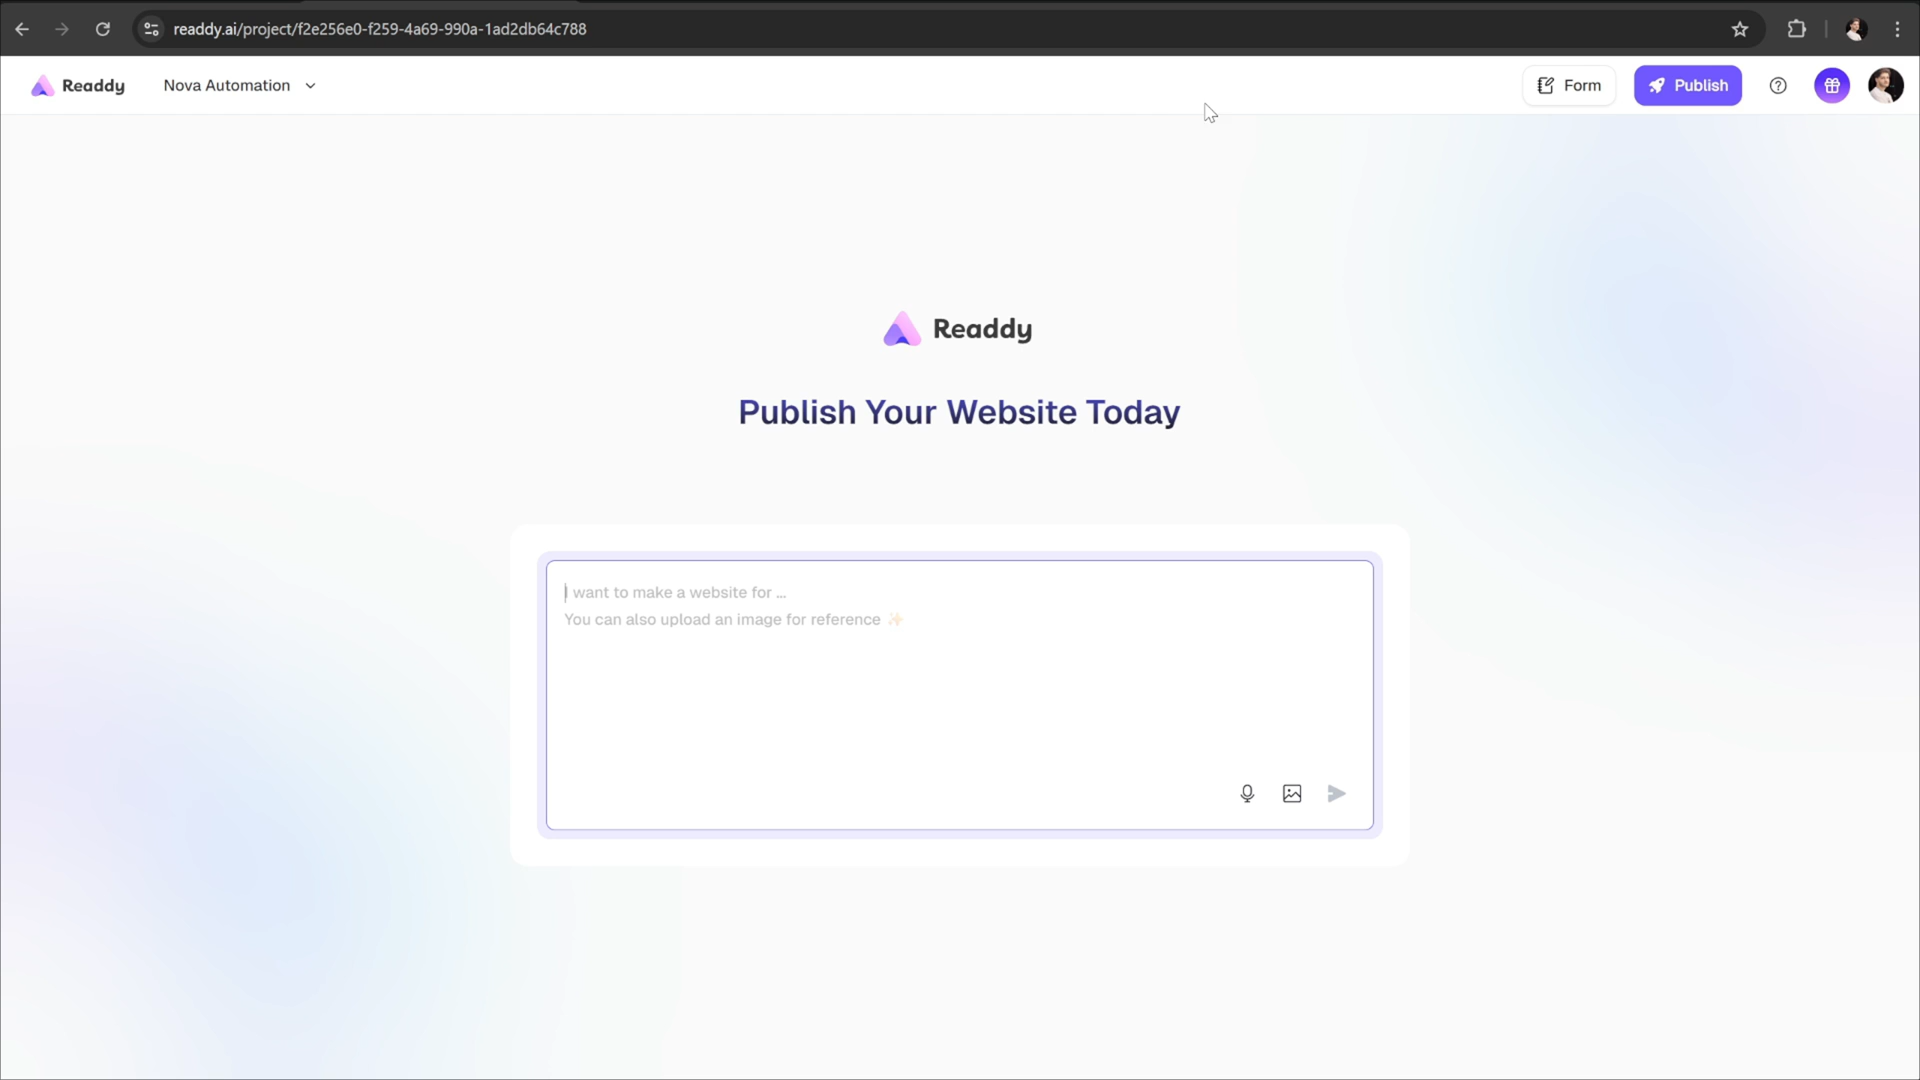 readdy.ai/project/f2e256e0-f259-4a69-990a-1ad2db64c788
Readdy
Nova Automation
Form
Publish
Readdy
Publish Your Website Today
I want to make a website for ...
You can also upload an image for reference ✨